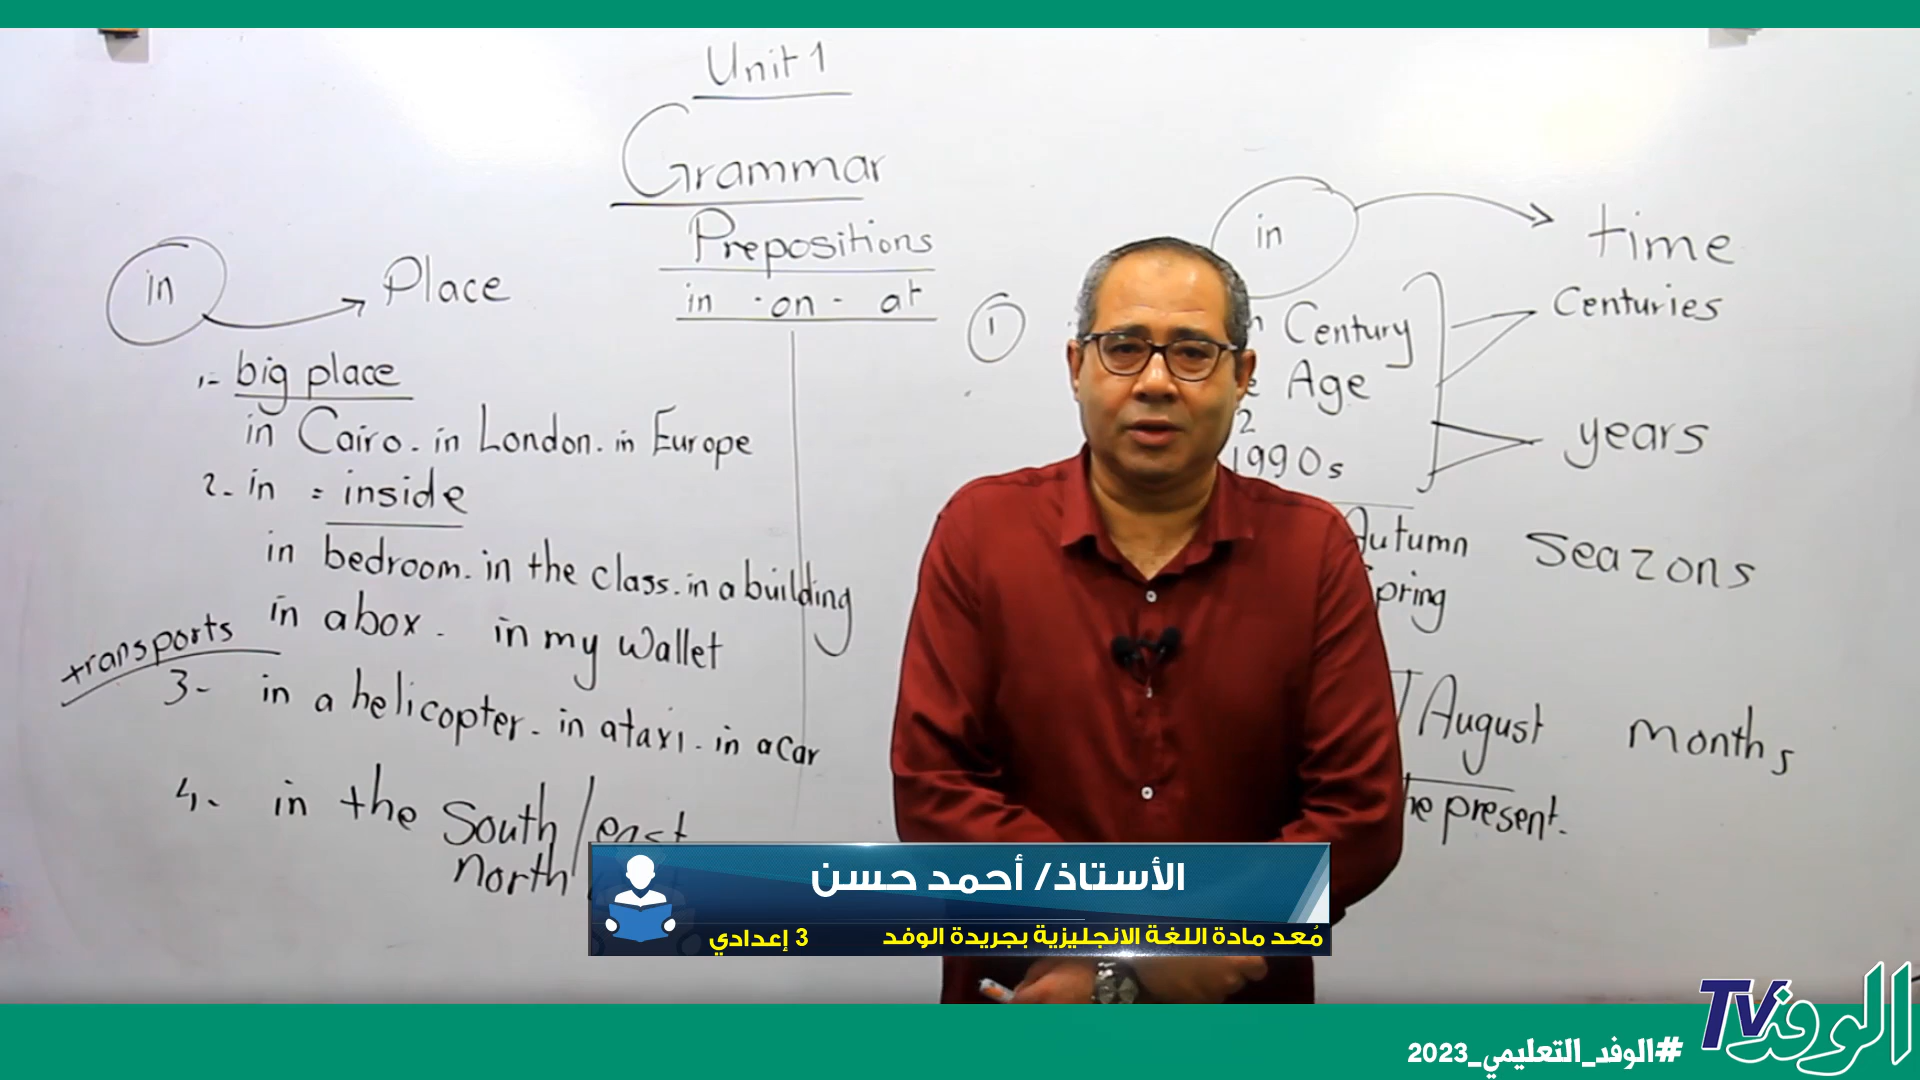 Unit 1
Grammar
Prepositions
in - on - at
in Place
1- big place
in Cairo. in London. in Europe
2- in = inside
in bedroom. in the class. in a building
in a box. in my wallet
transports
3- in a helicopter. in a taxi. in a car
4- in the South / east
north
in time
1
Century
Age
Centuries
1990s
years
Autumn
Spring
seazons
August months
present.
الأستاذ/ أحمد حسن
مُعد مادة اللغة الانجليزية بجريدة الوفد 3 إعدادي
الوفد TV
#الوفد_التعليمي_2023